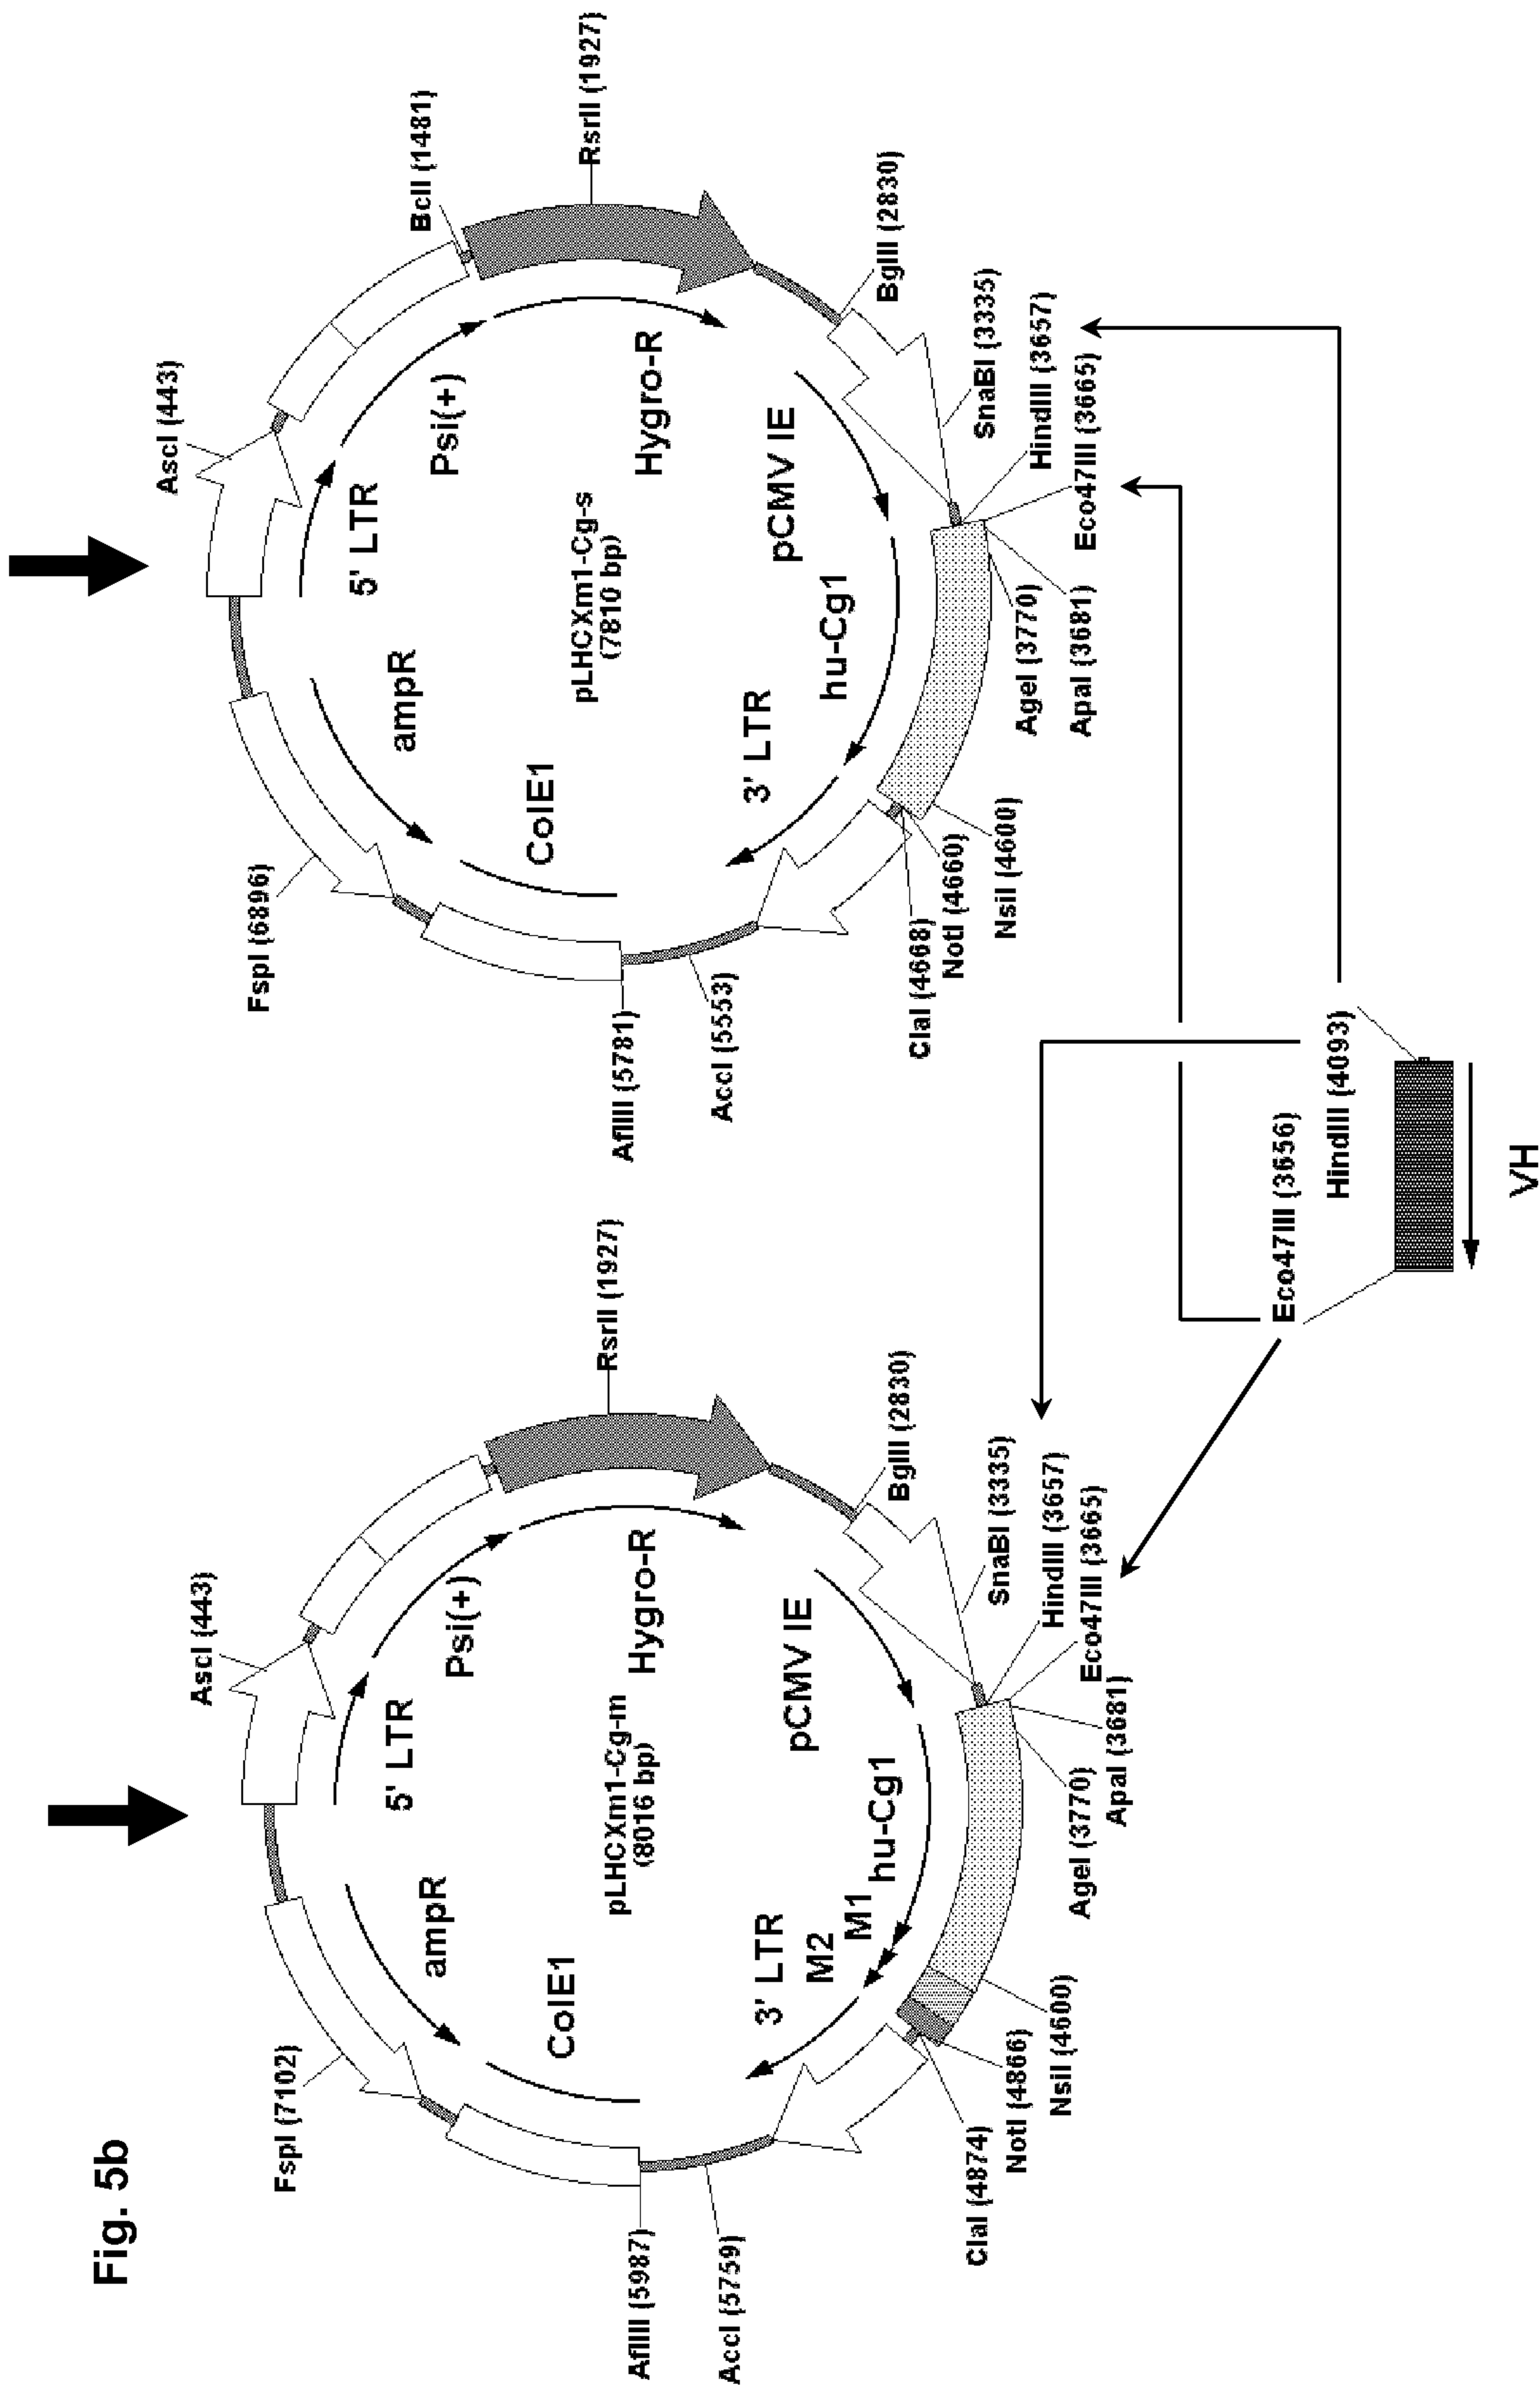 Fig. 5b
AscI (443)
RsrII (1927)
BglII (2830)
SnaBI (3335)
HindIII (3657)
Eco47III (3665)
ApaI (3681)
AgeI (3770)
NsiI (4600)
NotI (4866)
ClaI (4874)
AccI (5759)
AflIII (5987)
FspI (7102)
5' LTR
Psi(+)
Hygro-R
pCMV IE
hu-Cg1
M1
M2
3' LTR
ColE1
ampR
pLHCXm1-Cg-m
(8016 bp)
AscI (443)
BclI (1481)
RsrII (1927)
BglII (2830)
SnaBI (3335)
HindIII (3657)
Eco47III (3665)
ApaI (3681)
AgeI (3770)
NsiI (4600)
NotI (4660)
ClaI (4668)
AccI (5553)
AflIII (5781)
FspI (6896)
5' LTR
Psi(+)
Hygro-R
pCMV IE
hu-Cg1
3' LTR
ColE1
ampR
pLHCXm1-Cg-s
(7810 bp)
Eco47III (3656)
HindIII (4093)
VH